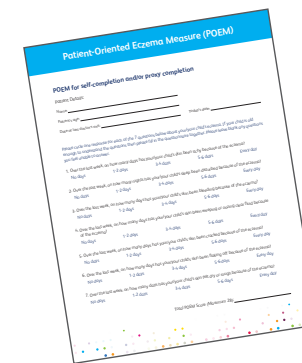 Patient-Oriented Eczema Measure (POEM)
POEM for self-completion and/or proxy completion
Patient Details:
1. Over the last week, on how many days has your child's skin been itchy because of the eczema?
No days 1-2 days 3-4 days 5-6 days Every day
2. Over the last week, on how many nights has your child's sleep been disturbed because of the eczema?
No days 1-2 days 3-4 days 5-6 days Every day
3. Over the last week, on how many days has your child's skin been bleeding because of the eczema?
No days 1-2 days 3-4 days 5-6 days Every day
4. Over the last week, on how many days has your child's skin been weeping or oozing clear fluid because
of the eczema?
No days 1-2 days 3-4 days 5-6 days Every day
5. Over the last week, on how many days has your child's skin been cracked because of the eczema?
No days 1-2 days 3-4 days 5-6 days Every day
6. Over the last week, on how many days has your child's skin been flaking off because of the eczema?
No days 1-2 days 3-4 days 5-6 days Every day
7. Over the last week, on how many days has your child's skin felt dry or rough because of the eczema?
No days 1-2 days 3-4 days 5-6 days Every day
Total POEM Score (Maximum 28):